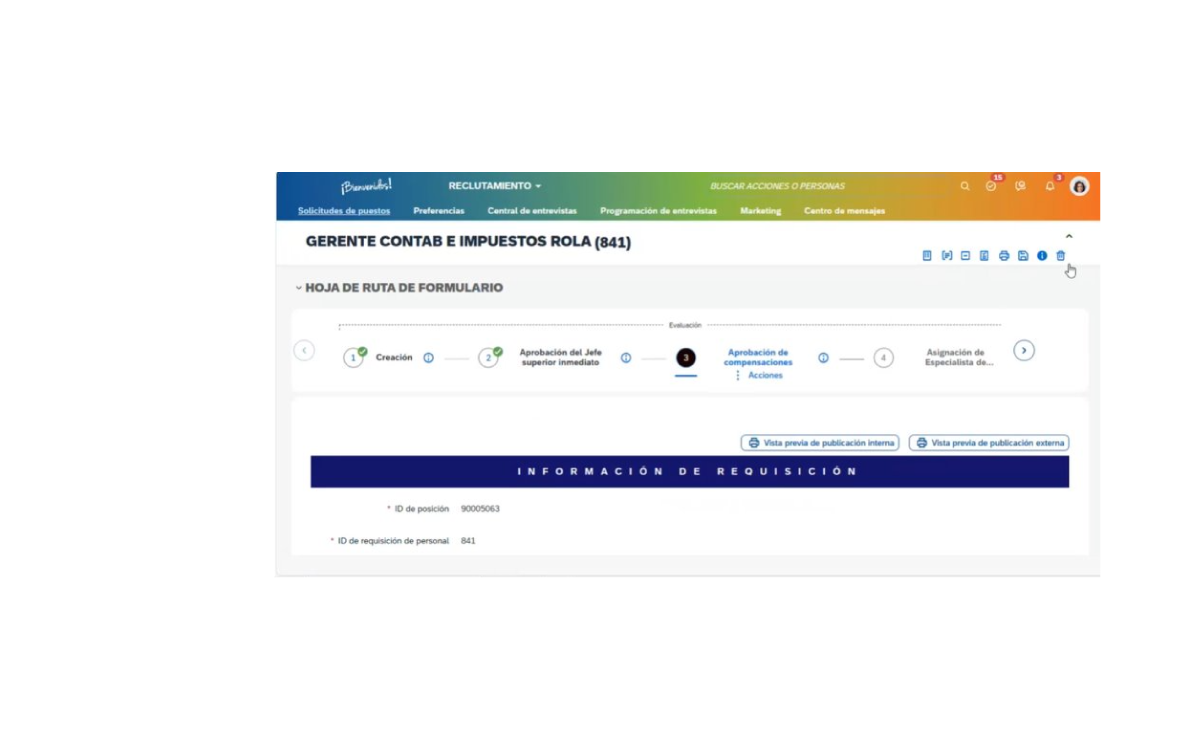 ¡Bienvenidos!
RECLUTAMIENTO
BUSCAR ACCIONES O PERSONAS
15
3
Solicitudes de puestos
Preferencias
Central de entrevistas
Programación de entrevistas
Marketing
Centro de mensajes
GERENTE CONTAB E IMPUESTOS ROLA (841)
HOJA DE RUTA DE FORMULARIO
Evaluación
1
Creación
2
Aprobación del Jefe
superior inmediato
3
Aprobación de
compensaciones
Acciones
4
Asignación de
Especialista de...
Vista previa de publicación interna
Vista previa de publicación externa
INFORMACIÓN DE REQUISICIÓN
* ID de posición 90005063
* ID de requisición de personal 841